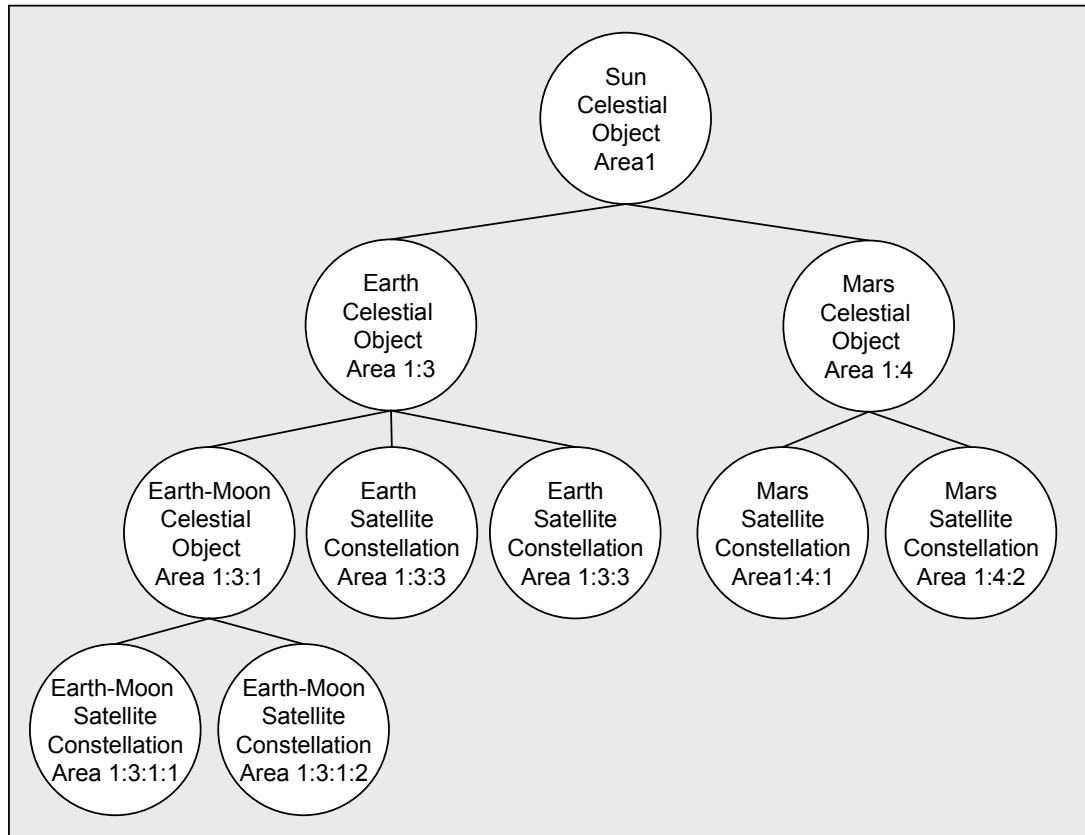 Sun
Celestial
Object
Area1
Earth
Celestial
Object
Area 1:3
Mars
Celestial
Object
Area 1:4
Earth-Moon
Celestial
Object
Area 1:3:1
Earth
Satellite
Constellation
Area 1:3:3
Earth
Satellite
Constellation
Area 1:3:3
Mars
Satellite
Constellation
Area1:4:1
Mars
Satellite
Constellation
Area 1:4:2
Earth-Moon
Satellite
Constellation
Area 1:3:1:1
Earth-Moon
Satellite
Constellation
Area 1:3:1:2